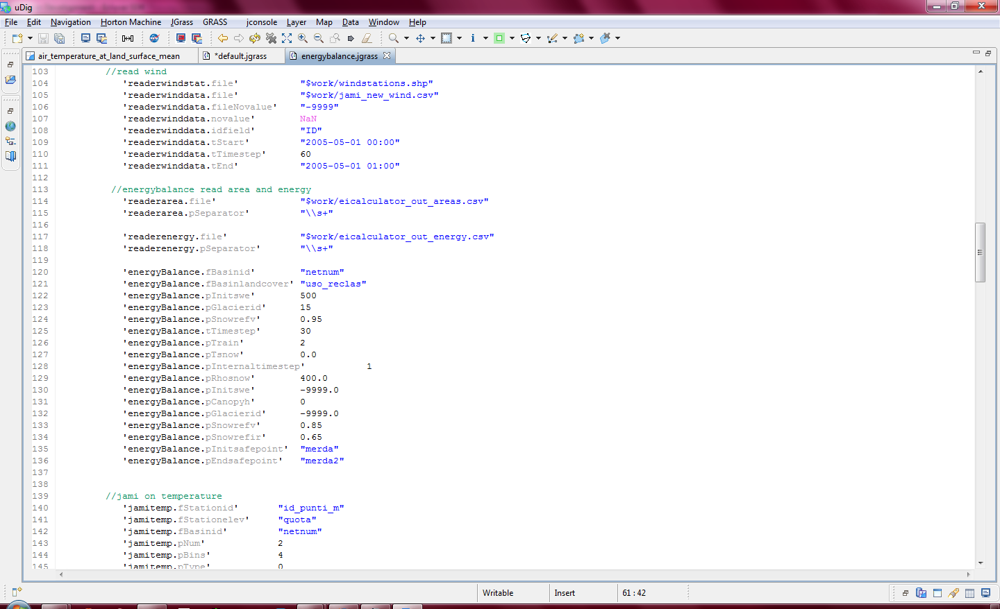 uDig
File Edit Navigation Horton Machine JGrass GRASS jconsole Layer Map Data Window Help
air_temperature_at_land_surface_mean *default.jgrass energybalance.jgrass
103 //read wind
104 'readerwindstat.file' "$work/windstations.shp"
105 'readerwinddata.file' "$work/jami_new_wind.csv"
106 'readerwinddata.fileNovalue' "-9999"
107 'readerwinddata.novalue' NaN
108 'readerwinddata.idfield' "ID"
109 'readerwinddata.tStart' "2005-05-01 00:00"
110 'readerwinddata.tTimestep' 60
111 'readerwinddata.tEnd' "2005-05-01 01:00"
112
113 //energybalance read area and energy
114 'readerarea.file' "$work/eicalculator_out_areas.csv"
115 'readerarea.pSeparator' "\\s+"
116
117 'readerenergy.file' "$work/eicalculator_out_energy.csv"
118 'readerenergy.pSeparator' "\\s+"
119
120 'energyBalance.fBasinid' "netnum"
121 'energyBalance.fBasinlandcover' "uso_reclas"
122 'energyBalance.pInitswe' 500
123 'energyBalance.pGlacierid' 15
124 'energyBalance.pSnowrefv' 0.95
125 'energyBalance.tTimestep' 30
126 'energyBalance.pTrain' 2
127 'energyBalance.pTsnow' 0.0
128 'energyBalance.pInternaltimestep' 1
129 'energyBalance.pRhosnow' 400.0
130 'energyBalance.pInitswe' -9999.0
131 'energyBalance.pCanopyh' 0
132 'energyBalance.pGlacierid' -9999.0
133 'energyBalance.pSnowrefv' 0.85
134 'energyBalance.pSnowrefir' 0.65
135 'energyBalance.pInitsafepoint' "merda"
136 'energyBalance.pEndsafepoint' "merda2"
137
138
139 //jami on temperature
140 'jamitemp.fStationid' "id_punti_m"
141 'jamitemp.fStationelev' "quota"
142 'jamitemp.fBasinid' "netnum"
143 'jamitemp.pNum' 2
144 'jamitemp.pBins' 4
145 'jamitemp.pType' 0
Writable Insert 61 : 42